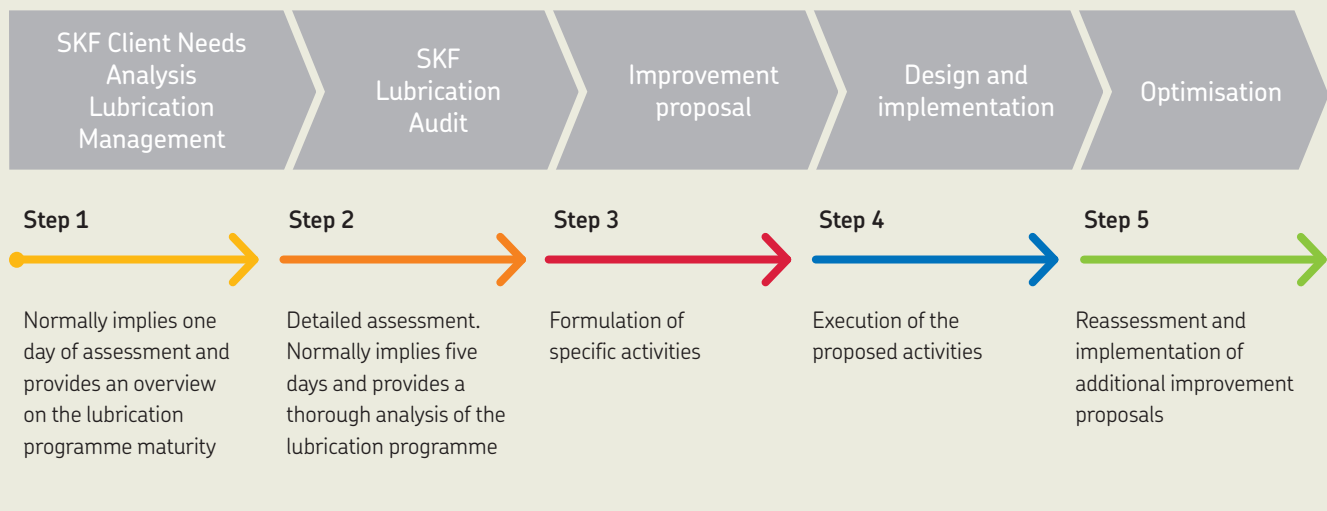 SKF Client Needs
Analysis
Lubrication
Management
SKF
Lubrication
Audit
Improvement
proposal
Design and
implementation
Optimisation
Step 1
Normally implies one
day of assessment and
provides an overview
on the lubrication
programme maturity
Step 2
Detailed assessment.
Normally implies five
days and provides a
thorough analysis of the
lubrication programme
Step 3
Formulation of
specific activities
Step 4
Execution of the
proposed activities
Step 5
Reassessment and
implementation of
additional improvement
proposals